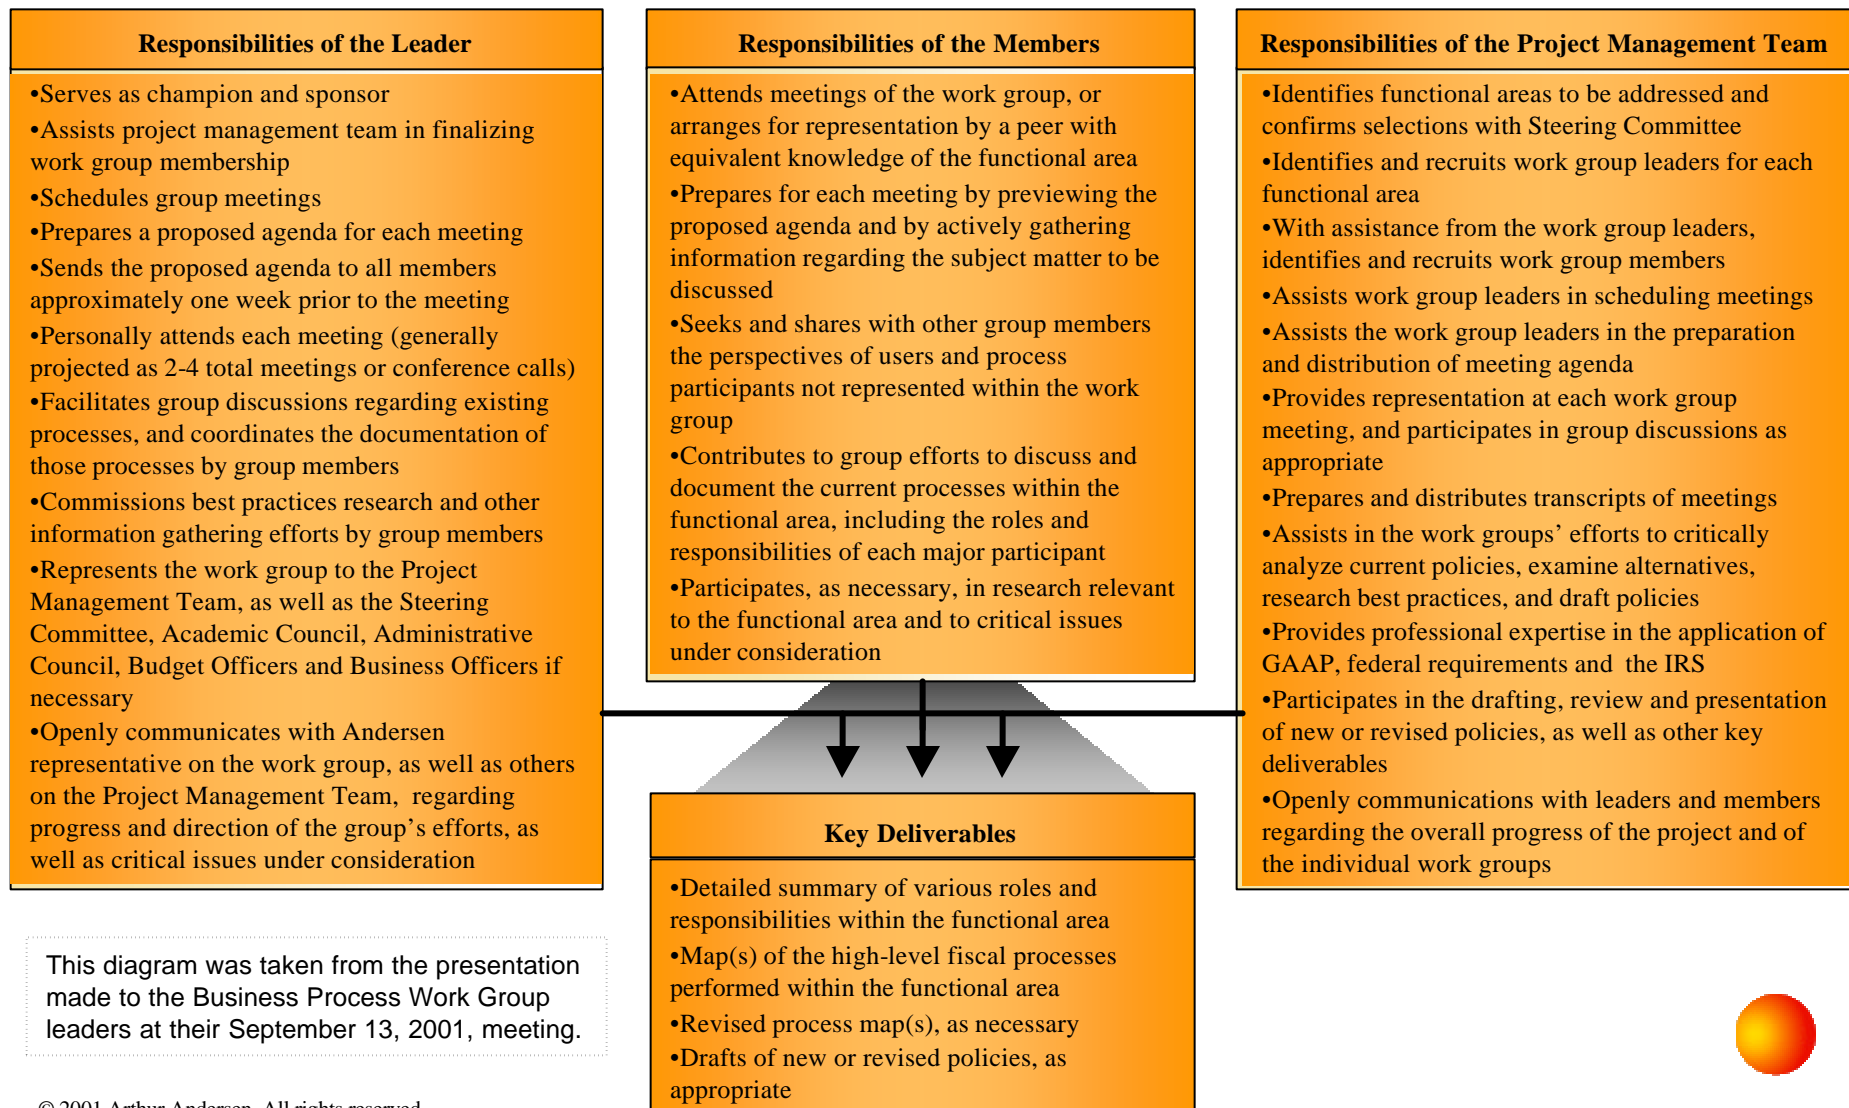 Responsibilities of the Leader
•Serves as champion and sponsor
•Assists project management team in finalizing
work group membership
•Schedules group meetings
•Prepares a proposed agenda for each meeting
•Sends the proposed agenda to all members
approximately one week prior to the meeting
•Personally attends each meeting (generally
projected as 2-4 total meetings or conference calls)
•Facilitates group discussions regarding existing
processes, and coordinates the documentation of
those processes by group members
•Commissions best practices research and other
information gathering efforts by group members
•Represents the work group to the Project
Management Team, as well as the Steering
Committee, Academic Council, Administrative
Council, Budget Officers and Business Officers if
necessary
•Openly communicates with Andersen
representative on the work group, as well as others
on the Project Management Team,  regarding
progress and direction of the group’s efforts, as
well as critical issues under consideration
Responsibilities of the Members
•Attends meetings of the work group, or
arranges for representation by a peer with
equivalent knowledge of the functional area
•Prepares for each meeting by previewing the
proposed agenda and by actively gathering
information regarding the subject matter to be
discussed
•Seeks and shares with other group members
the perspectives of users and process
participants not represented within the work
group
•Contributes to group efforts to discuss and
document the current processes within the
functional area, including the roles and
responsibilities of each major participant
•Participates, as necessary, in research relevant
to the functional area and to critical issues
under consideration
Responsibilities of the Project Management Team
•Identifies functional areas to be addressed and
confirms selections with Steering Committee
•Identifies and recruits work group leaders for each
functional area
•With assistance from the work group leaders,
identifies and recruits work group members
•Assists work group leaders in scheduling meetings
•Assists the work group leaders in the preparation
and distribution of meeting agenda
•Provides representation at each work group
meeting, and participates in group discussions as
appropriate
•Prepares and distributes transcripts of meetings
•Assists in the work groups’ efforts to critically
analyze current policies, examine alternatives,
research best practices, and draft policies
•Provides professional expertise in the application of
GAAP, federal requirements and  the IRS
•Participates in the drafting, review and presentation
of new or revised policies, as well as other key
deliverables
•Openly communications with leaders and members
regarding the overall progress of the project and of
the individual work groups
Key Deliverables
•Detailed summary of various roles and
responsibilities within the functional area
•Map(s) of the high-level fiscal processes
performed within the functional area
•Revised process map(s), as necessary
•Drafts of new or revised policies, as
appropriate
This diagram was taken from the presentation
made to the Business Process Work Group
leaders at their September 13, 2001, meeting.
© 2001 Arthur Andersen. All rights reserved